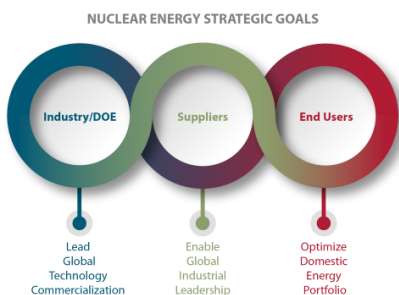 NUCLEAR ENERGY STRATEGIC GOALS
Industry/DOE
Suppliers
End Users
Lead
Global
Technology
Commercialization
Enable
Global
Industrial
Leadership
Optimize
Domestic
Energy
Portfolio